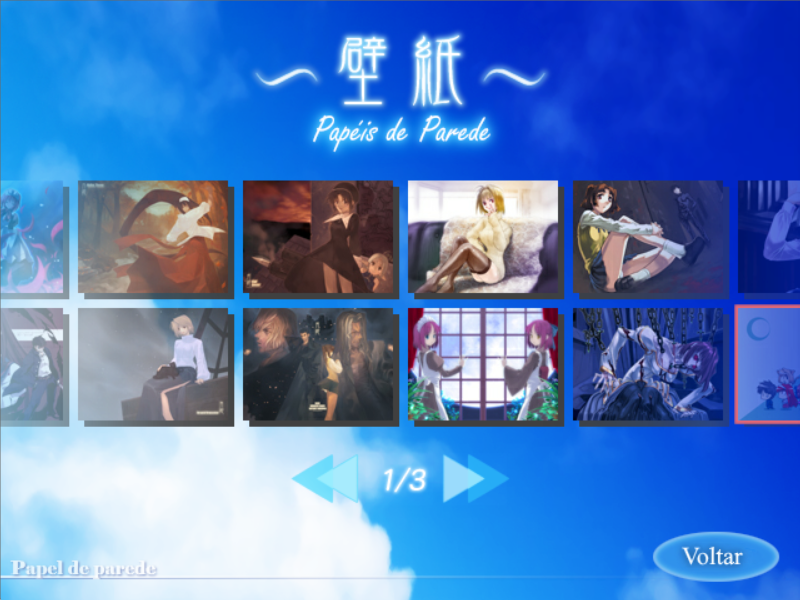 ~壁紙~
Papéis de Parede
1/3
Voltar
Papel de parede